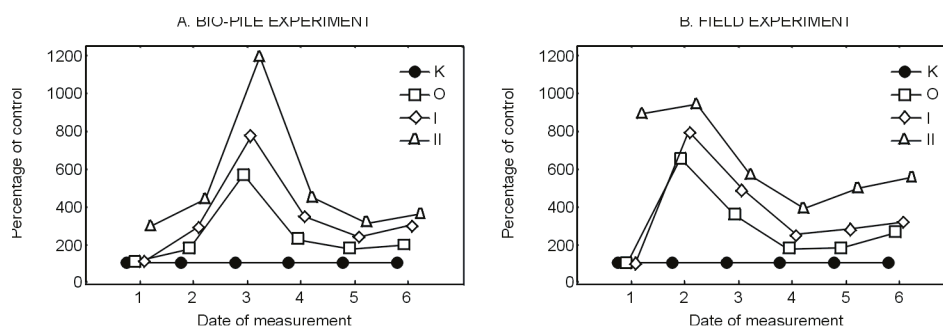 A. BIO-PILE EXPERIMENT
1200
1000
800
600
400
200
0
Percentage of control
K
O
I
II
1 2 3 4 5 6
Date of measurement
B. FIELD EXPERIMENT
1200
1000
800
600
400
200
0
Percentage of control
K
O
I
II
1 2 3 4 5 6
Date of measurement